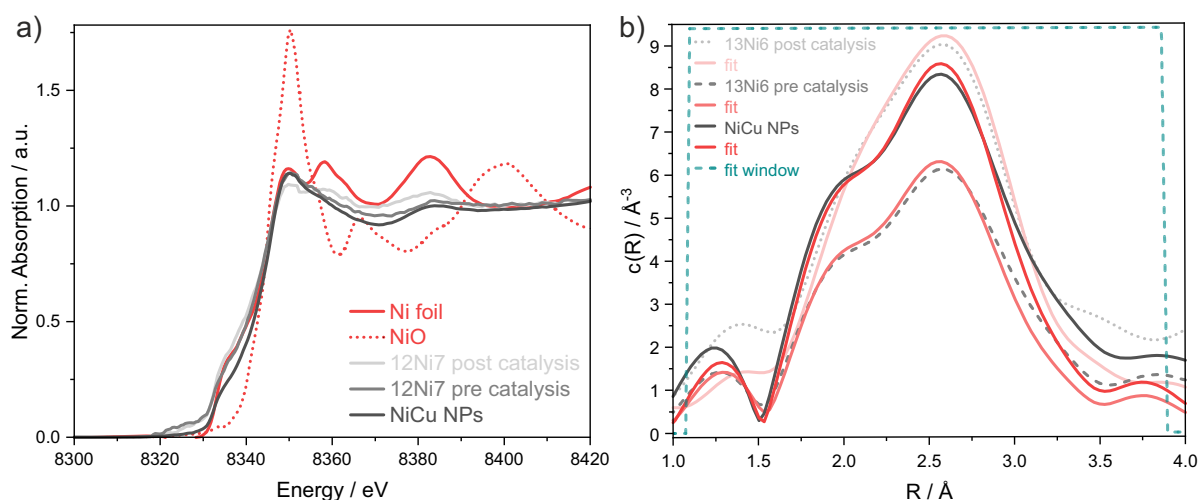 a)
Norm. Absorption / a.u.
1.5
1.0
0.5
0.0
8300
8320
8340
8360
8380
8400
8420
Energy / eV
Ni foil
NiO
12Ni7 post catalysis
12Ni7 pre catalysis
NiCu NPs
b)
c(R) / Å-3
9
8
7
6
5
4
3
2
1
0
1.0
1.5
2.0
2.5
3.0
3.5
4.0
R / Å
13Ni6 post catalysis
fit
13Ni6 pre catalysis
fit
NiCu NPs
fit
fit window